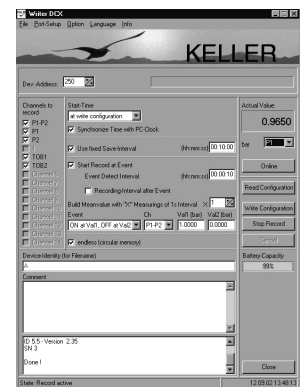 Writer DCX
File Port-Setup Option Language Info
KELLER
Dev.-Address: 250
Channels to record
P1-P2
P1
P2
T
TOB1
TOB2
Start-Time
at write configuration
Synchronize Time with PC-Clock
Use fixed Save-Interval (hh:mm:ss) 00:10:00
Start Record at Event
Event Detect Interval (hh:mm:ss) 00:00:10
Recording-Interval after Event
Build Meanvalue with "X" Measurings of 1s Interval X 1
Event Ch Val1 (bar) Val2 (bar)
ON at Val1, OFF at Val2 P1-P2 1.0000 0.0000
endless (circular memory)
Actual Value:
0.9650
bar P1
Online
Read Configuration
Write Configuration
Stop Record
Cancel
Battery-Capacity
99%
Close
Device-Identity (for Filename)
A
Comment
ID 5.5 - Version 2.35
SN 3
Done !
State: Record active 12.09.02 13:48:13